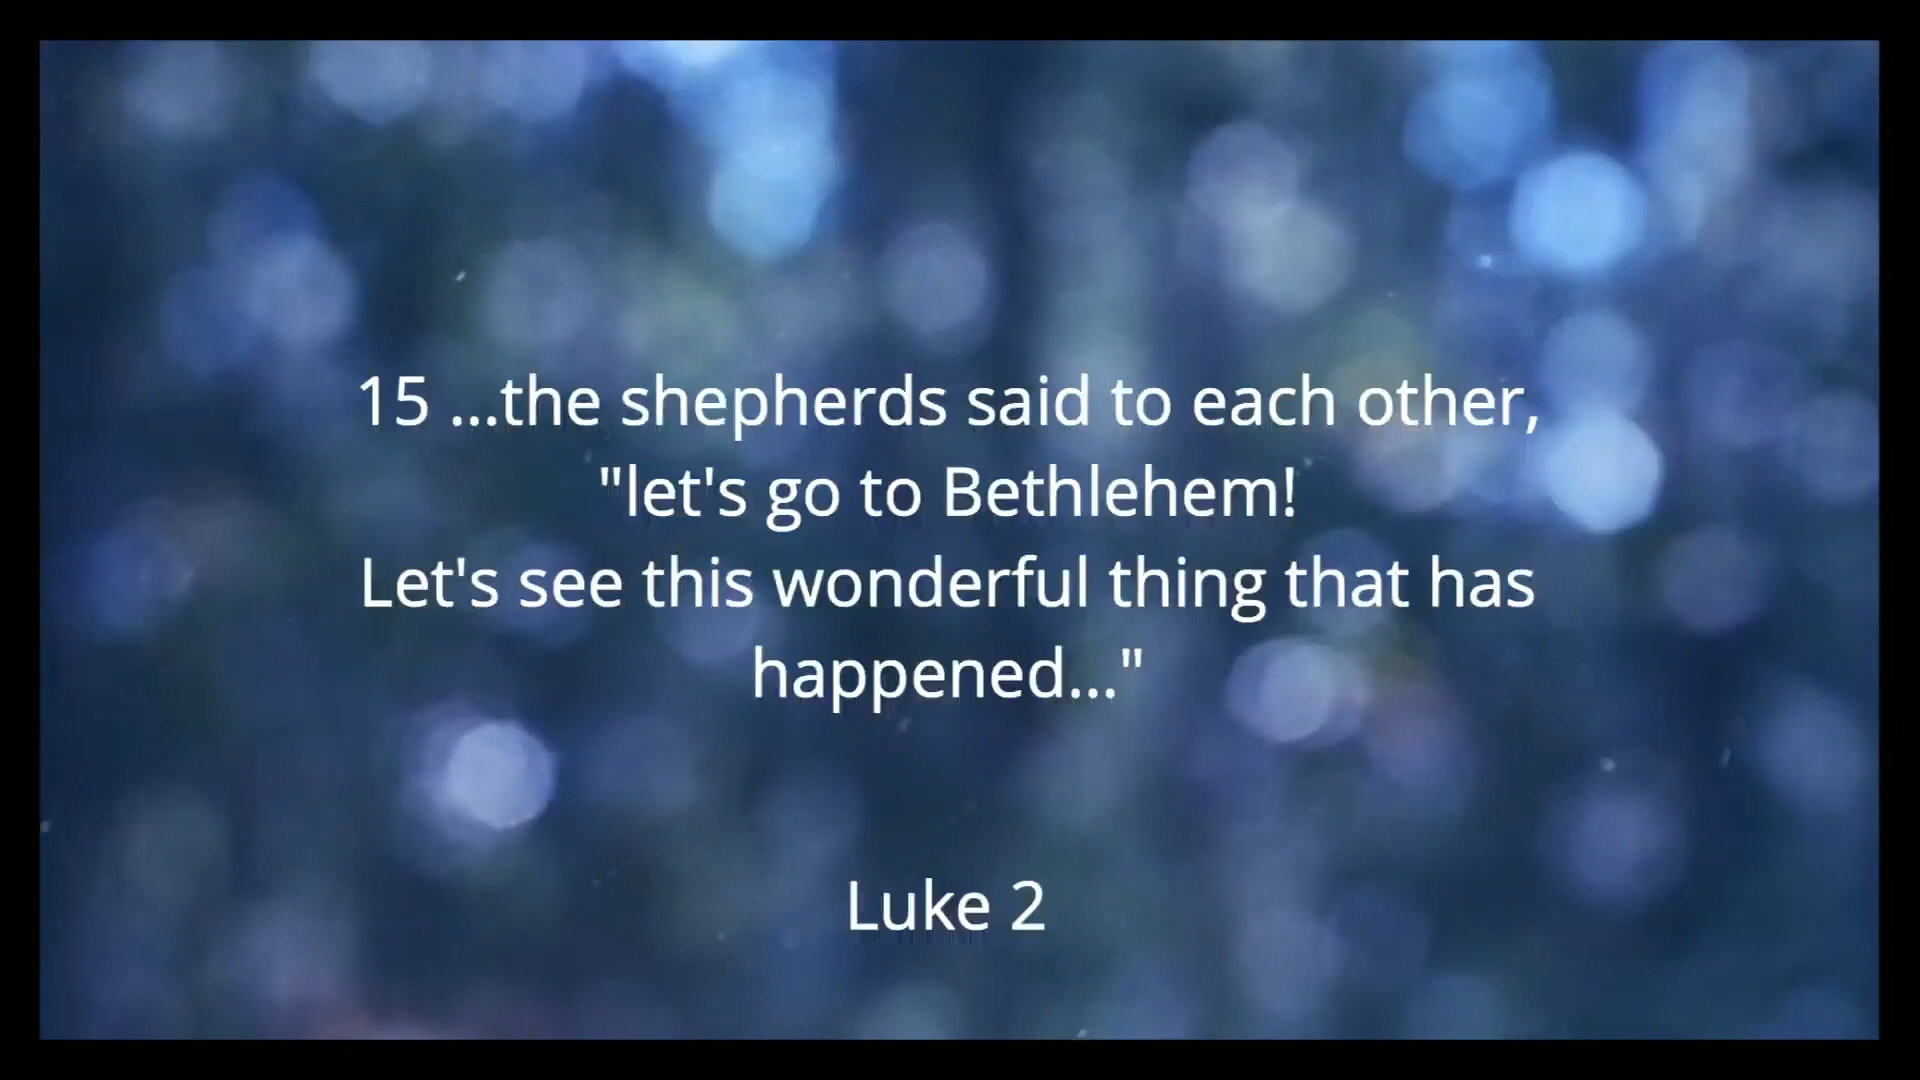 15 ...the shepherds said to each other,
"let's go to Bethlehem!
Let's see this wonderful thing that has
happened..."
Luke 2